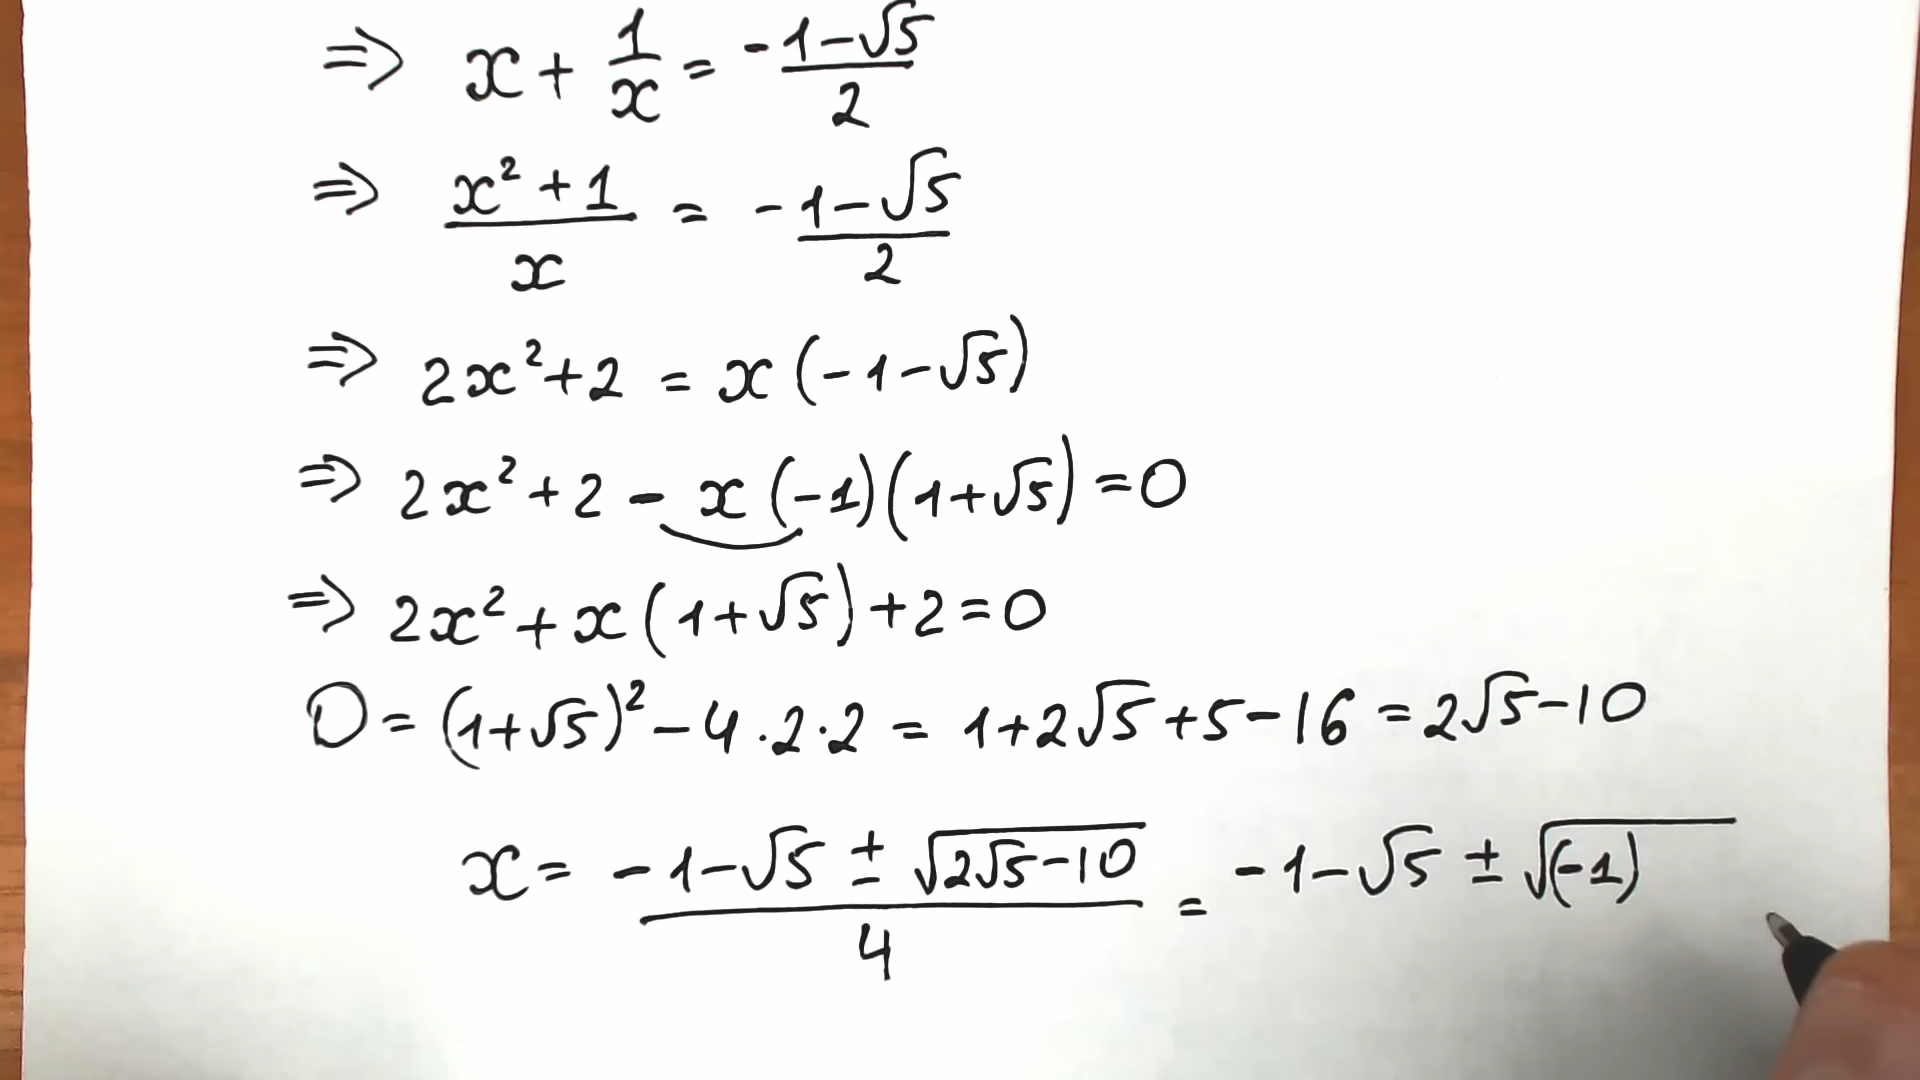 ⇒ x + 1/x = -1-√5/2
⇒ x²+1/x = -1-√5/2
⇒ 2x²+2 = x(-1-√5)
⇒ 2x²+2 - x(-1)(1+√5) = 0
⇒ 2x² + x(1+√5) + 2 = 0
D = (1+√5)² - 4·2·2 = 1+2√5+5-16 = 2√5-10
x = -1-√5 ± √(2√5-10)/4 = -1-√5 ± √(-1)